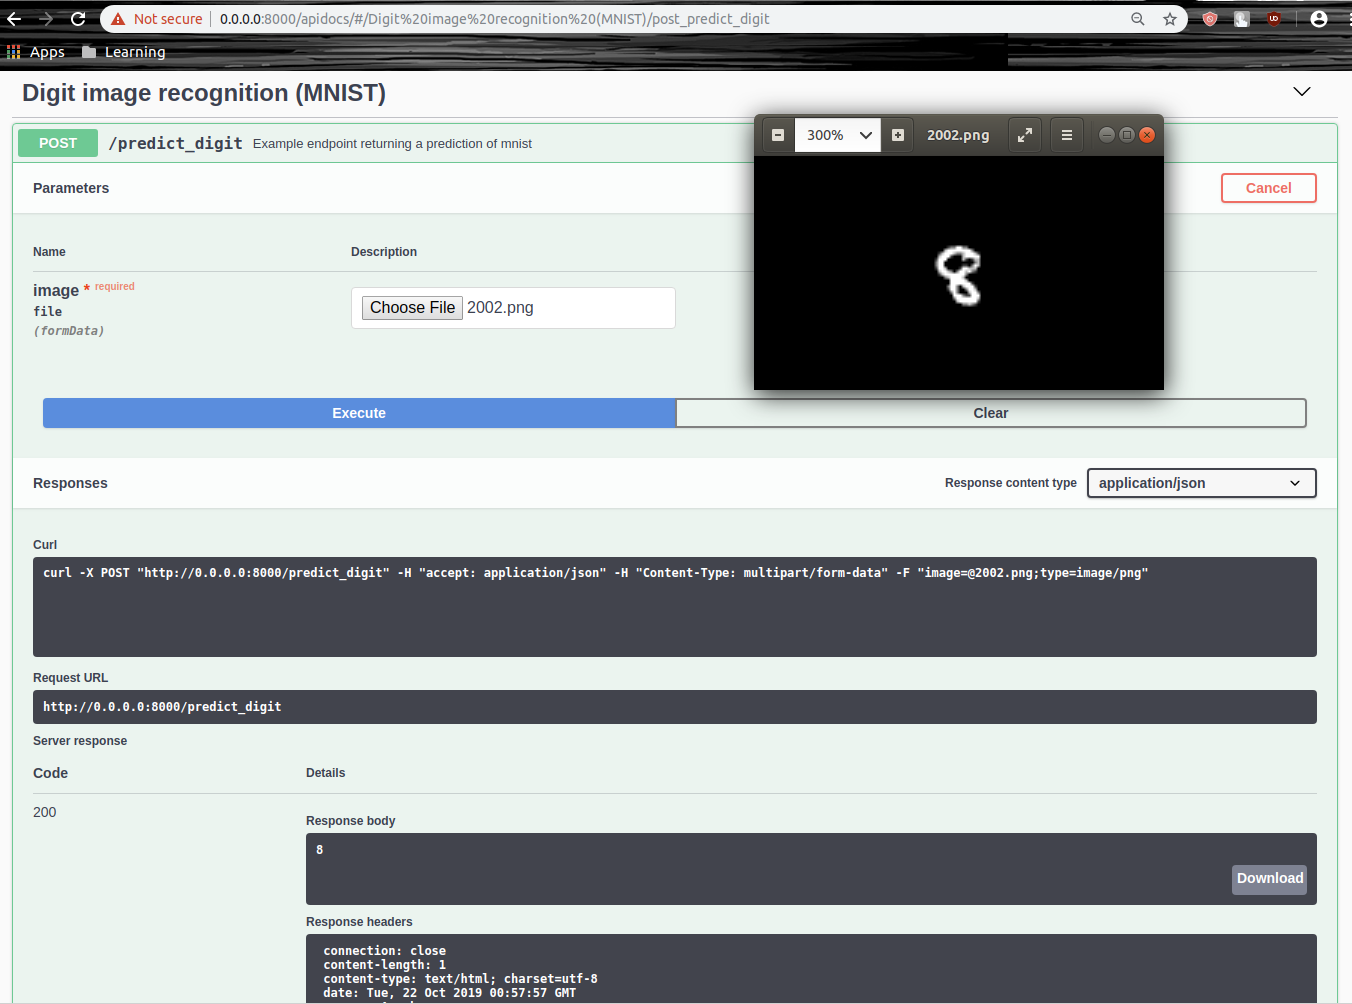 Not secure | 0.0.0.0:8000/apidocs/#/Digit%20image%20recognition%20(MNIST)/post_predict_digit
Apps Learning
Digit image recognition (MNIST)
POST /predict_digit Example endpoint returning a prediction of mnist
300% 2002.png
Parameters
Cancel
8
Name Description
image * required
file
(formData)
Choose File 2002.png
Execute Clear
Responses
Response content type application/json
Curl
curl -X POST "http://0.0.0.0:8000/predict_digit" -H "accept: application/json" -H "Content-Type: multipart/form-data" -F "image=@2002.png;type=image/png"
Request URL
http://0.0.0.0:8000/predict_digit
Server response
Code Details
200
Response body
8
Download
Response headers
connection: close
content-length: 1
content-type: text/html; charset=utf-8
date: Tue, 22 Oct 2019 00:57:57 GMT